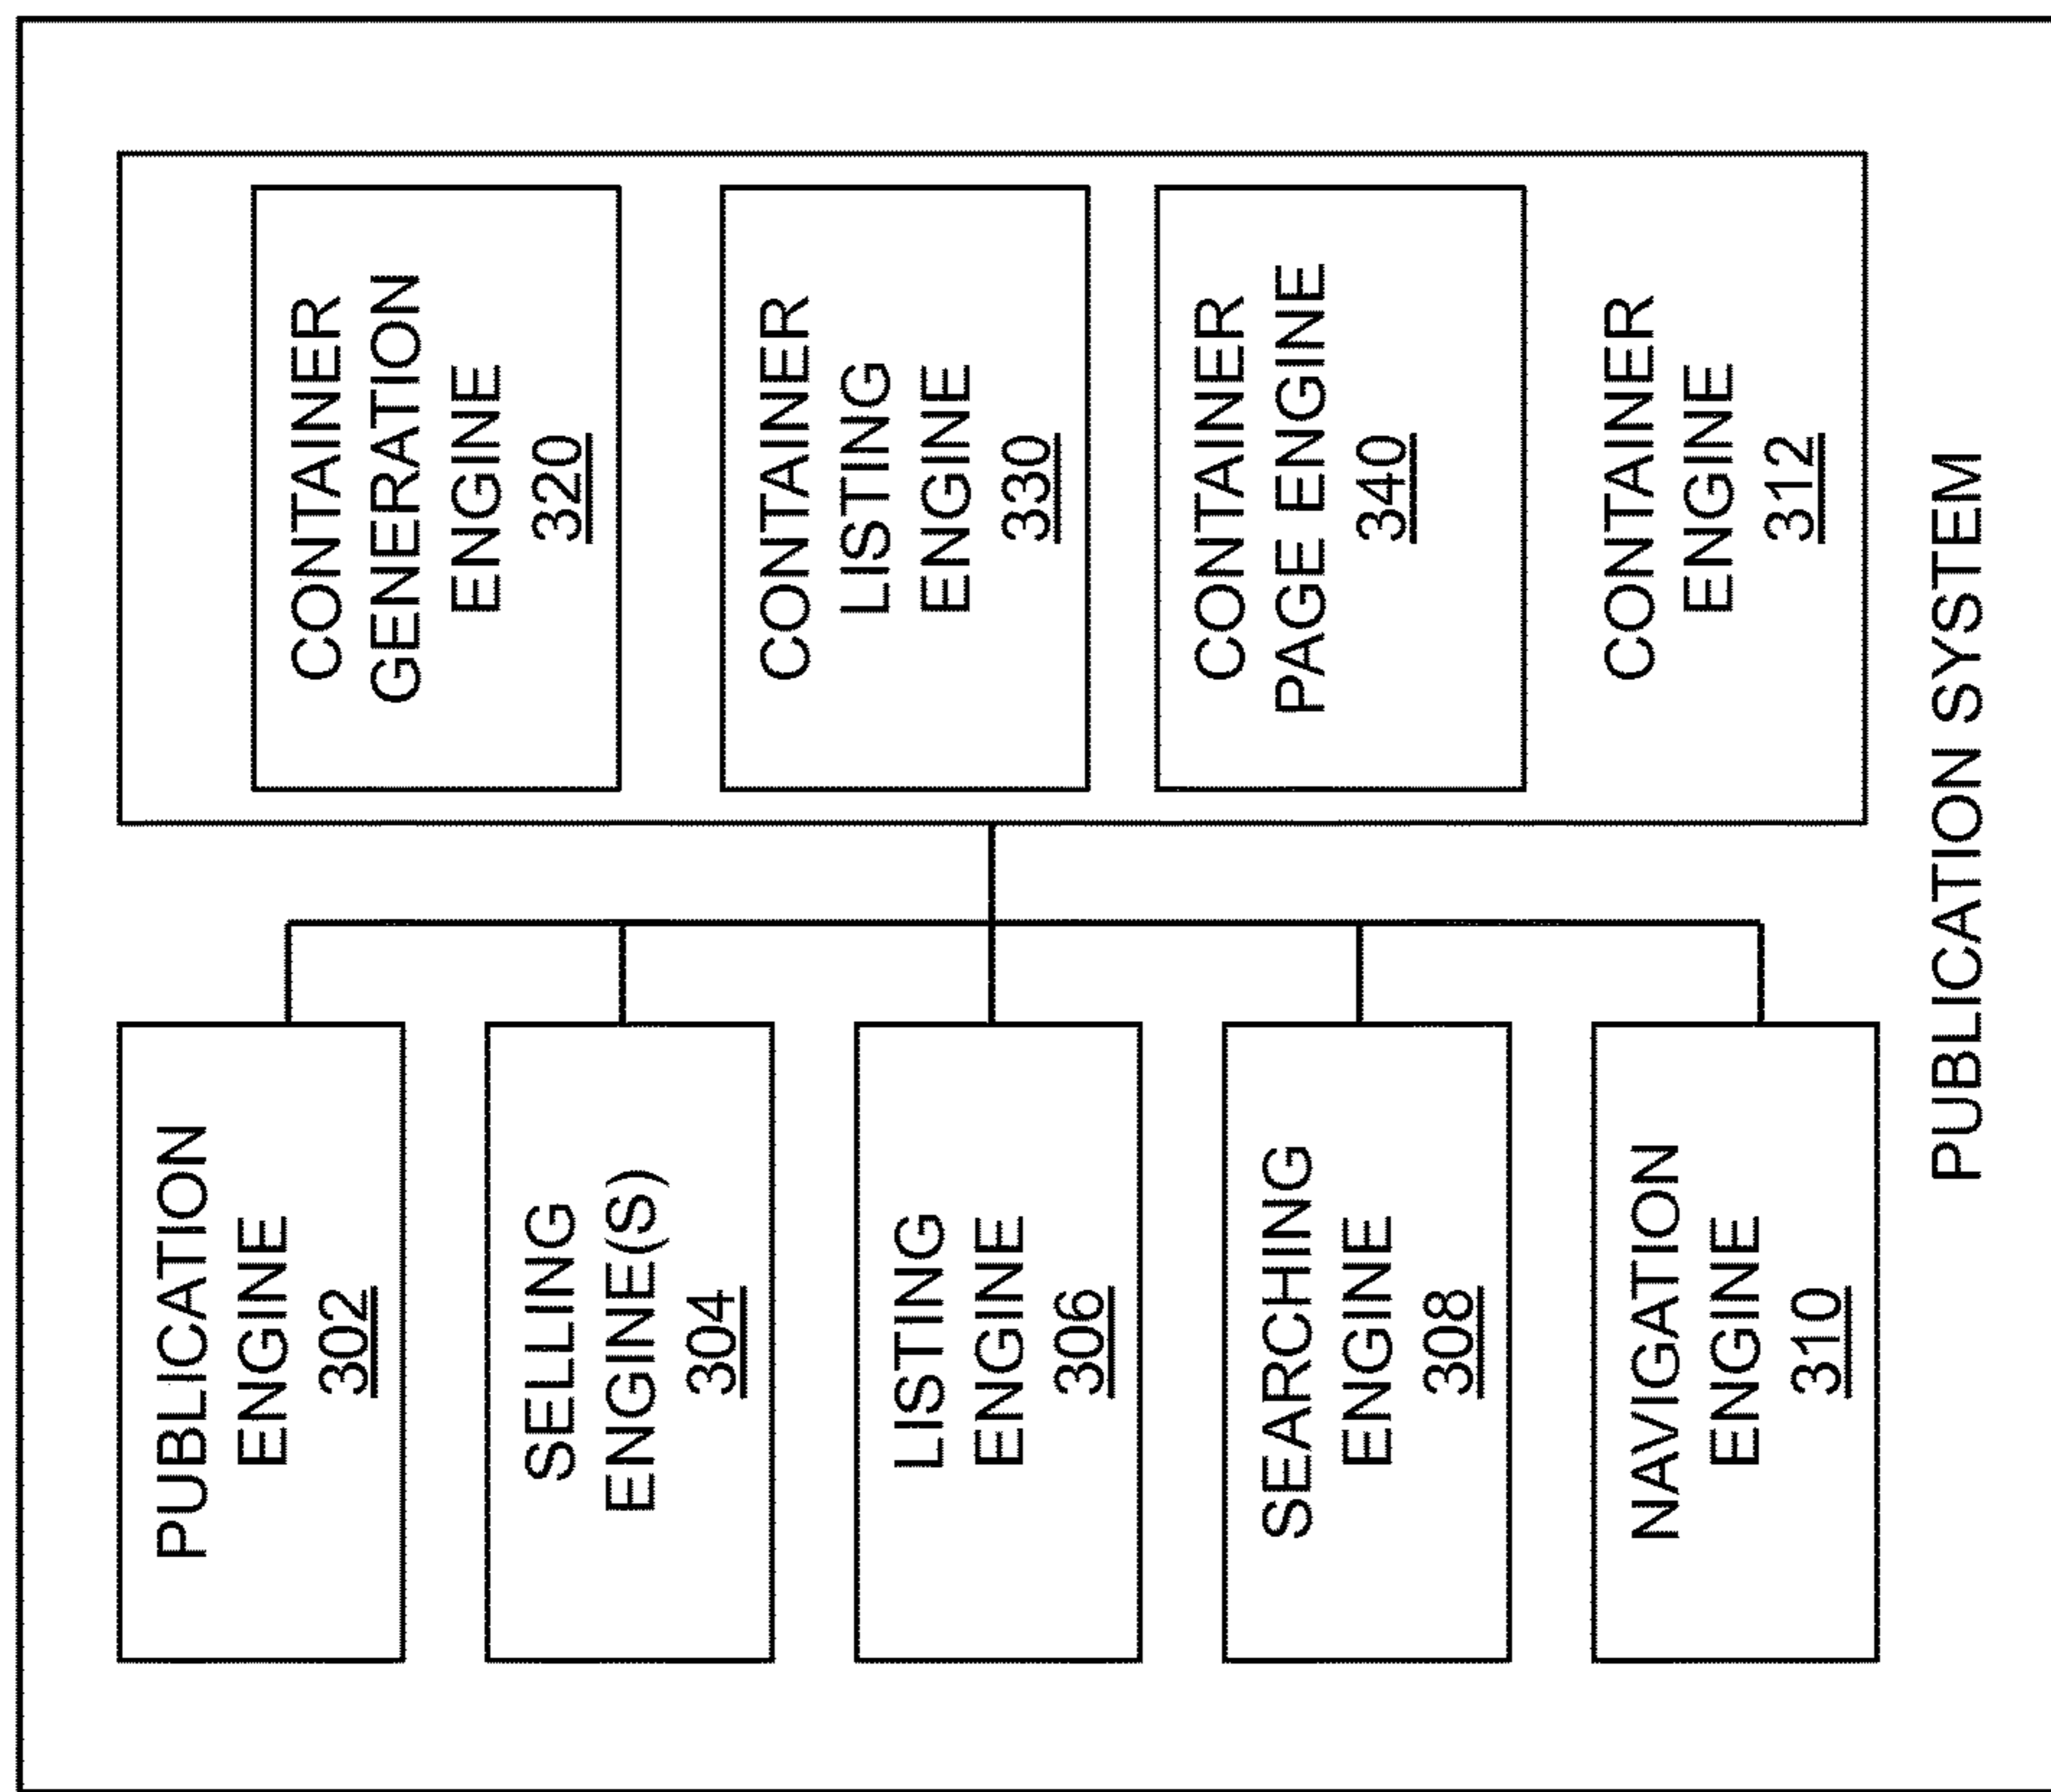 PUBLICATION
ENGINE
302
SELLING
ENGINE(S)
304
LISTING
ENGINE
306
SEARCHING
ENGINE
308
NAVIGATION
ENGINE
310
CONTAINER
GENERATION
ENGINE
320
CONTAINER
LISTING
ENGINE
330
CONTAINER
PAGE ENGINE
340
CONTAINER
ENGINE
312
PUBLICATION SYSTEM